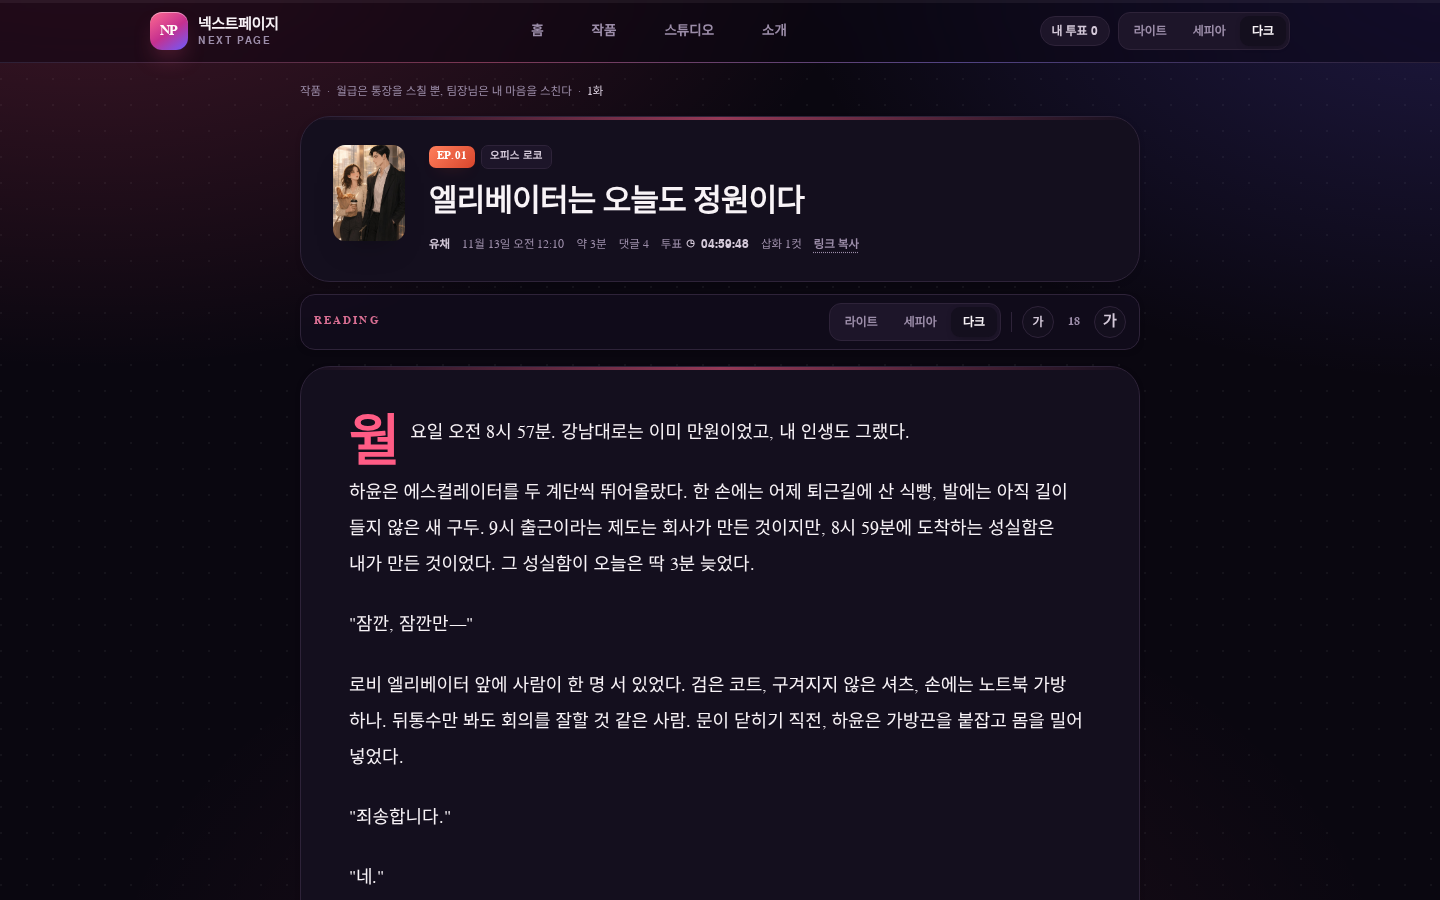 NP 넥스트페이지
NEXT PAGE
홈 작품 스튜디오 소개
내 투표 0
라이트 세피아 다크
작품 · 월급은 통장을 스칠 뿐, 팀장님은 내 마음을 스친다 · 1화
EP.01 오피스 로코
엘리베이터는 오늘도 정원이다
유채 11월 13일 오전 12:10 약 3분 댓글 4 투표 04:59:48 삽화 1컷 링크 복사
READING
라이트 세피아 다크 가 18 가
월요일 오전 8시 57분. 강남대로는 이미 만원이었고, 내 인생도 그랬다.
하윤은 에스컬레이터를 두 계단씩 뛰어올랐다. 한 손에는 어제 퇴근길에 산 식빵, 발에는 아직 길이
들지 않은 새 구두. 9시 출근이라는 제도는 회사가 만든 것이지만, 8시 59분에 도착하는 성실함은
내가 만든 것이었다. 그 성실함이 오늘은 딱 3분 늦었다.
"잠깐, 잠깐만—"
로비 엘리베이터 앞에 사람이 한 명 서 있었다. 검은 코트, 구겨지지 않은 셔츠, 손에는 노트북 가방
하나. 뒤통수만 봐도 회의를 잘할 것 같은 사람. 문이 닫히기 직전, 하윤은 가방끈을 붙잡고 몸을 밀어
넣었다.
"죄송합니다."
"네."